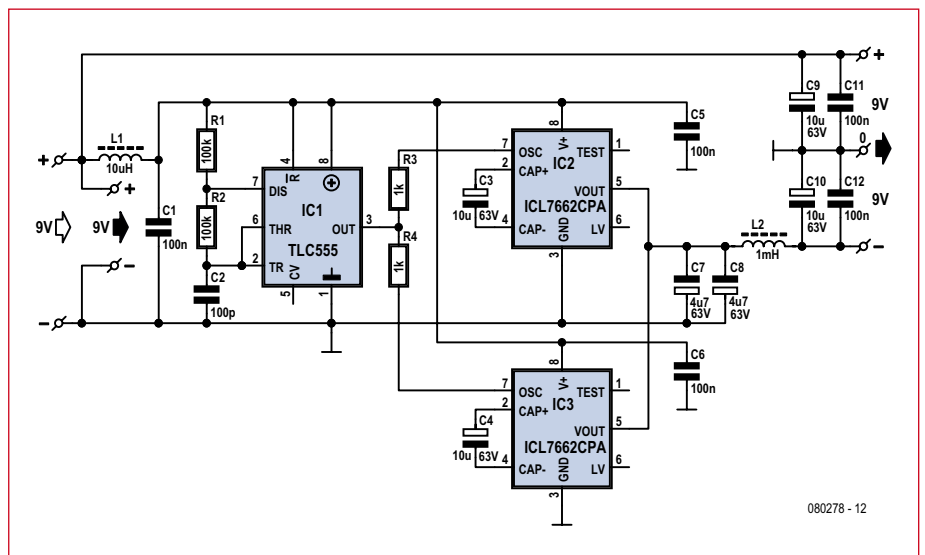 +
L1
10uH
+
9V
9V
−
−
C1
100n
R1
100k
R2
100k
C2
100p
4
8
R
7
DIS
IC1
6
THR
OUT
3
TLC555
2
TR
CV
5
1
R3
1k
R4
1k
8
7
OSC
V+
TEST
1
2
CAP+
IC2
C3
10u
63V
VOUT
5
ICL7662CPA
4
CAP-
GND
LV
6
3
C5
100n
8
7
OSC
V+
TEST
1
2
CAP+
IC3
C4
10u
63V
VOUT
5
ICL7662CPA
4
CAP-
GND
LV
6
3
C6
100n
C7
4u7
63V
C8
4u7
63V
L2
1mH
C9
10u
63V
C11
100n
+
9V
0
C10
10u
63V
C12
100n
9V
−
080278 - 12